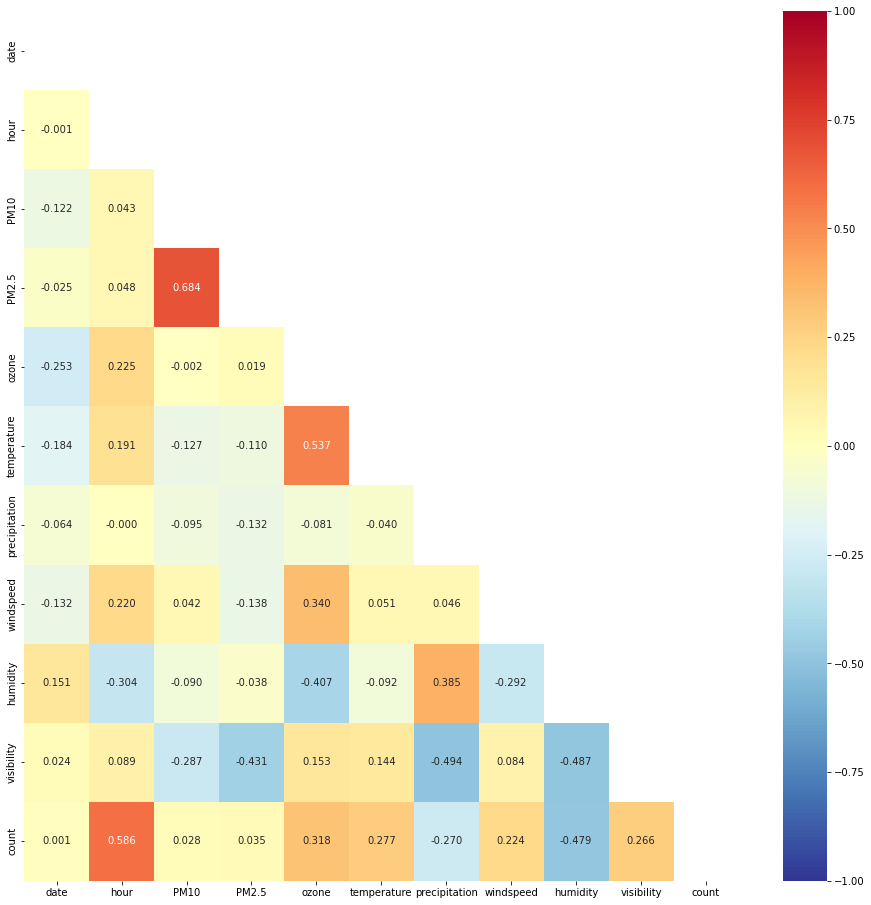 date
hour -0.001
PM10 -0.122 0.043
PM2.5 -0.025 0.048 0.684
ozone -0.253 0.225 -0.002 0.019
temperature -0.184 0.191 -0.127 -0.110 0.537
precipitation -0.064 -0.000 -0.095 -0.132 -0.081 -0.040
windspeed -0.132 0.220 0.042 -0.138 0.340 0.051 0.046
humidity 0.151 -0.304 -0.090 -0.038 -0.407 -0.092 0.385 -0.292
visibility 0.024 0.089 -0.287 -0.431 0.153 0.144 -0.494 0.084 -0.487
count 0.001 0.586 0.028 0.035 0.318 0.277 -0.270 0.224 -0.479 0.266
date hour PM10 PM2.5 ozone temperature precipitation windspeed humidity visibility count
1.00
0.75
0.50
0.25
0.00
−0.25
−0.50
−0.75
−1.00